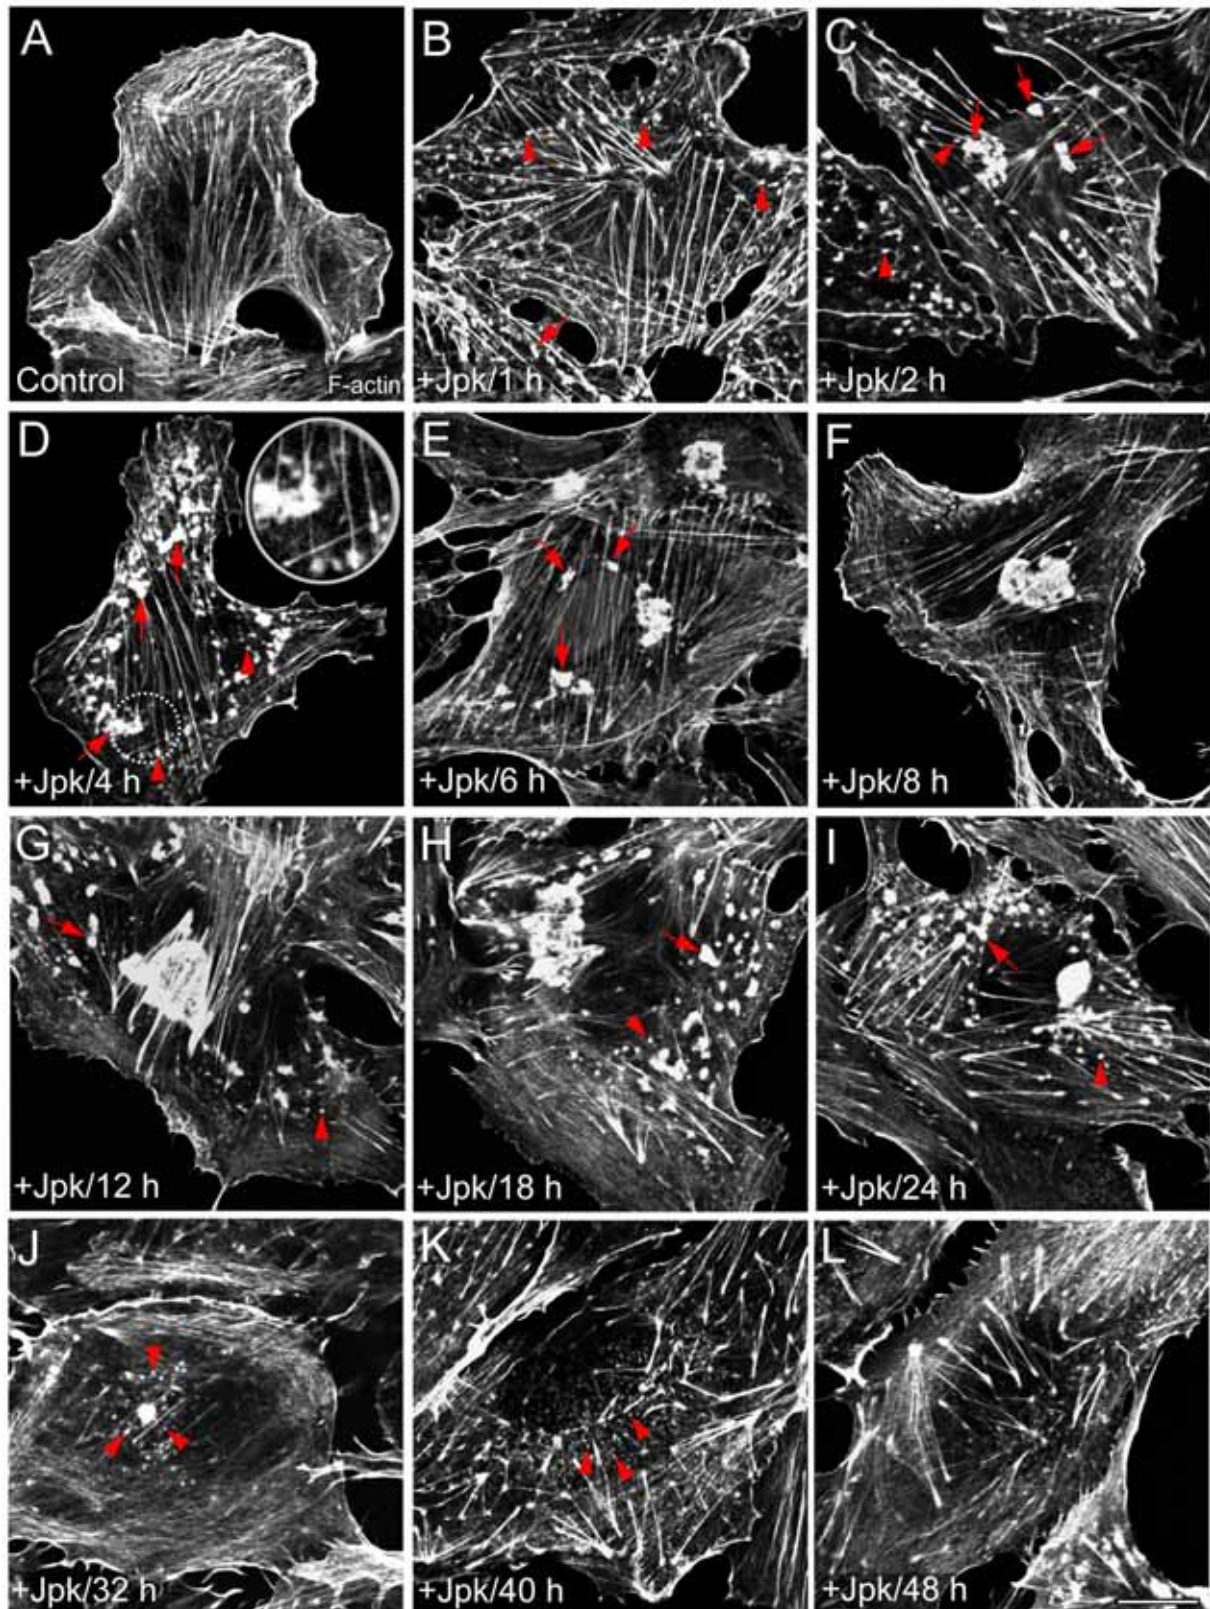 A
Control
F-actin
B
+Jpk/1 h
C
+Jpk/2 h
D
+Jpk/4 h
E
+Jpk/6 h
F
+Jpk/8 h
G
+Jpk/12 h
H
+Jpk/18 h
I
+Jpk/24 h
J
+Jpk/32 h
K
+Jpk/40 h
L
+Jpk/48 h